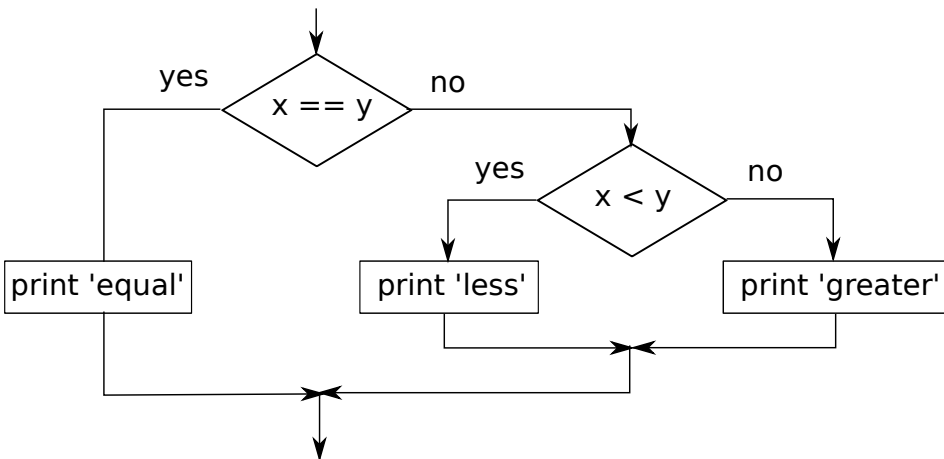 yes
no
x == y
yes
no
x < y
print 'equal'
print 'less'
print 'greater'